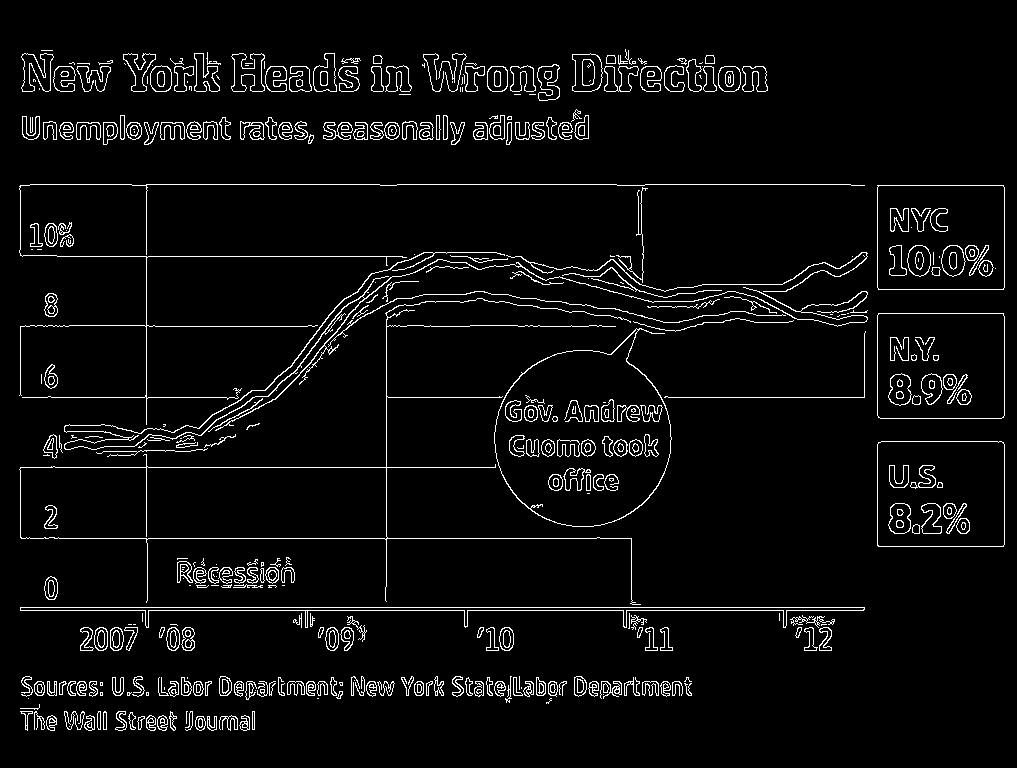 New York Heads in Wrong Direction
Unemployment rates, seasonally adjusted
10%
8
6
4
2
0
NYC
10.0%
N.Y.
8.9%
U.S.
8.2%
Gov. Andrew
Cuomo took
office
Recession
2007 '08 '09 '10 '11 '12
Sources: U.S. Labor Department; New York State Labor Department
The Wall Street Journal